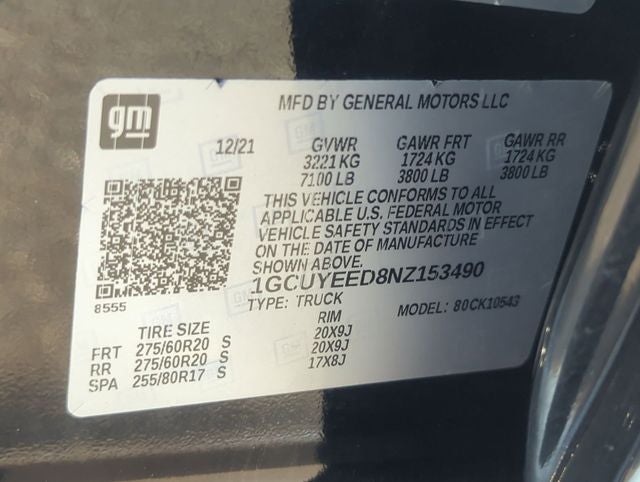 gm
MFD BY GENERAL MOTORS LLC
12/21 GVWR GAWR FRT GAWR RR
3221 KG 1724 KG 1724 KG
7100 LB 3800 LB 3800 LB
THIS VEHICLE CONFORMS TO ALL
APPLICABLE U.S. FEDERAL MOTOR
VEHICLE SAFETY STANDARDS IN EFFECT
ON THE DATE OF MANUFACTURE
SHOWN ABOVE.
1GCUYEED8NZ153490
8555
TYPE: TRUCK MODEL: 80CK10543
TIRE SIZE RIM
FRT 275/60R20 S 20X9J
RR 275/60R20 S 20X9J
SPA 255/80R17 S 17X8J